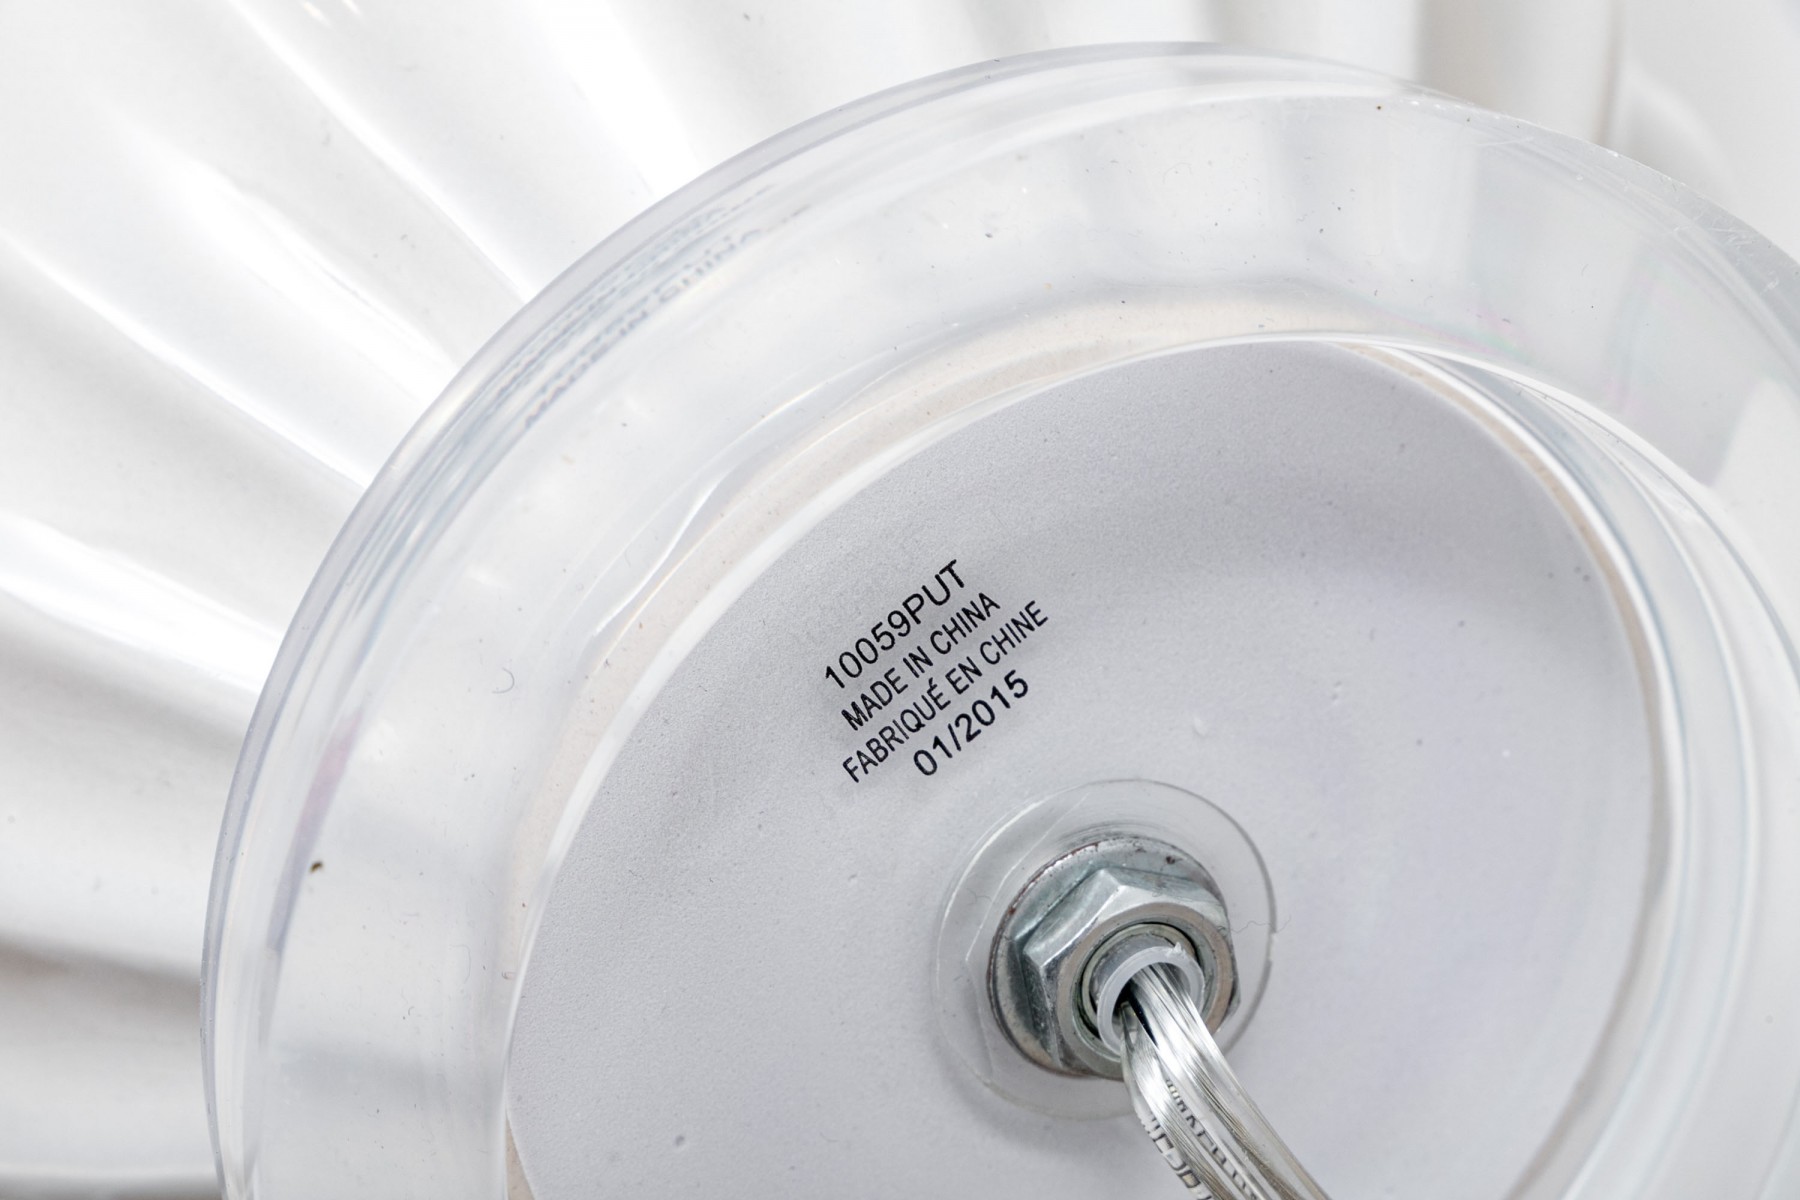 10059PUT
MADE IN CHINA
FABRIQUÉ EN CHINE
01/2015